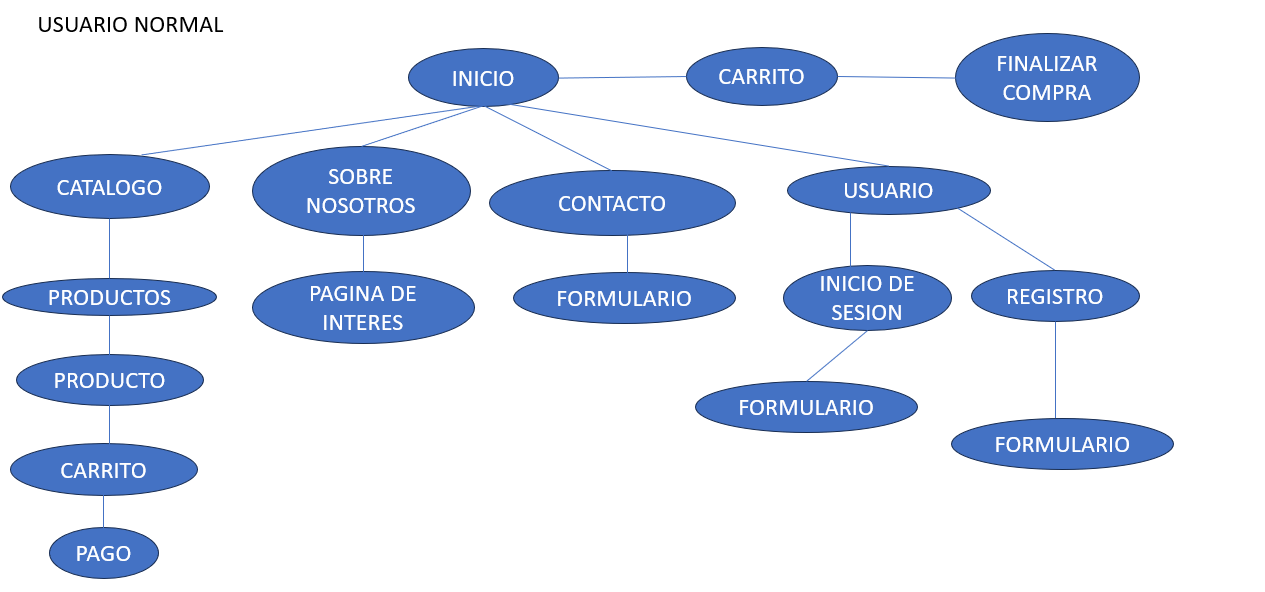 USUARIO NORMAL
INICIO
CARRITO
FINALIZAR
COMPRA
CATALOGO
SOBRE
NOSOTROS
CONTACTO
USUARIO
PRODUCTOS
PAGINA DE
INTERES
FORMULARIO
INICIO DE
SESION
REGISTRO
PRODUCTO
FORMULARIO
FORMULARIO
CARRITO
PAGO